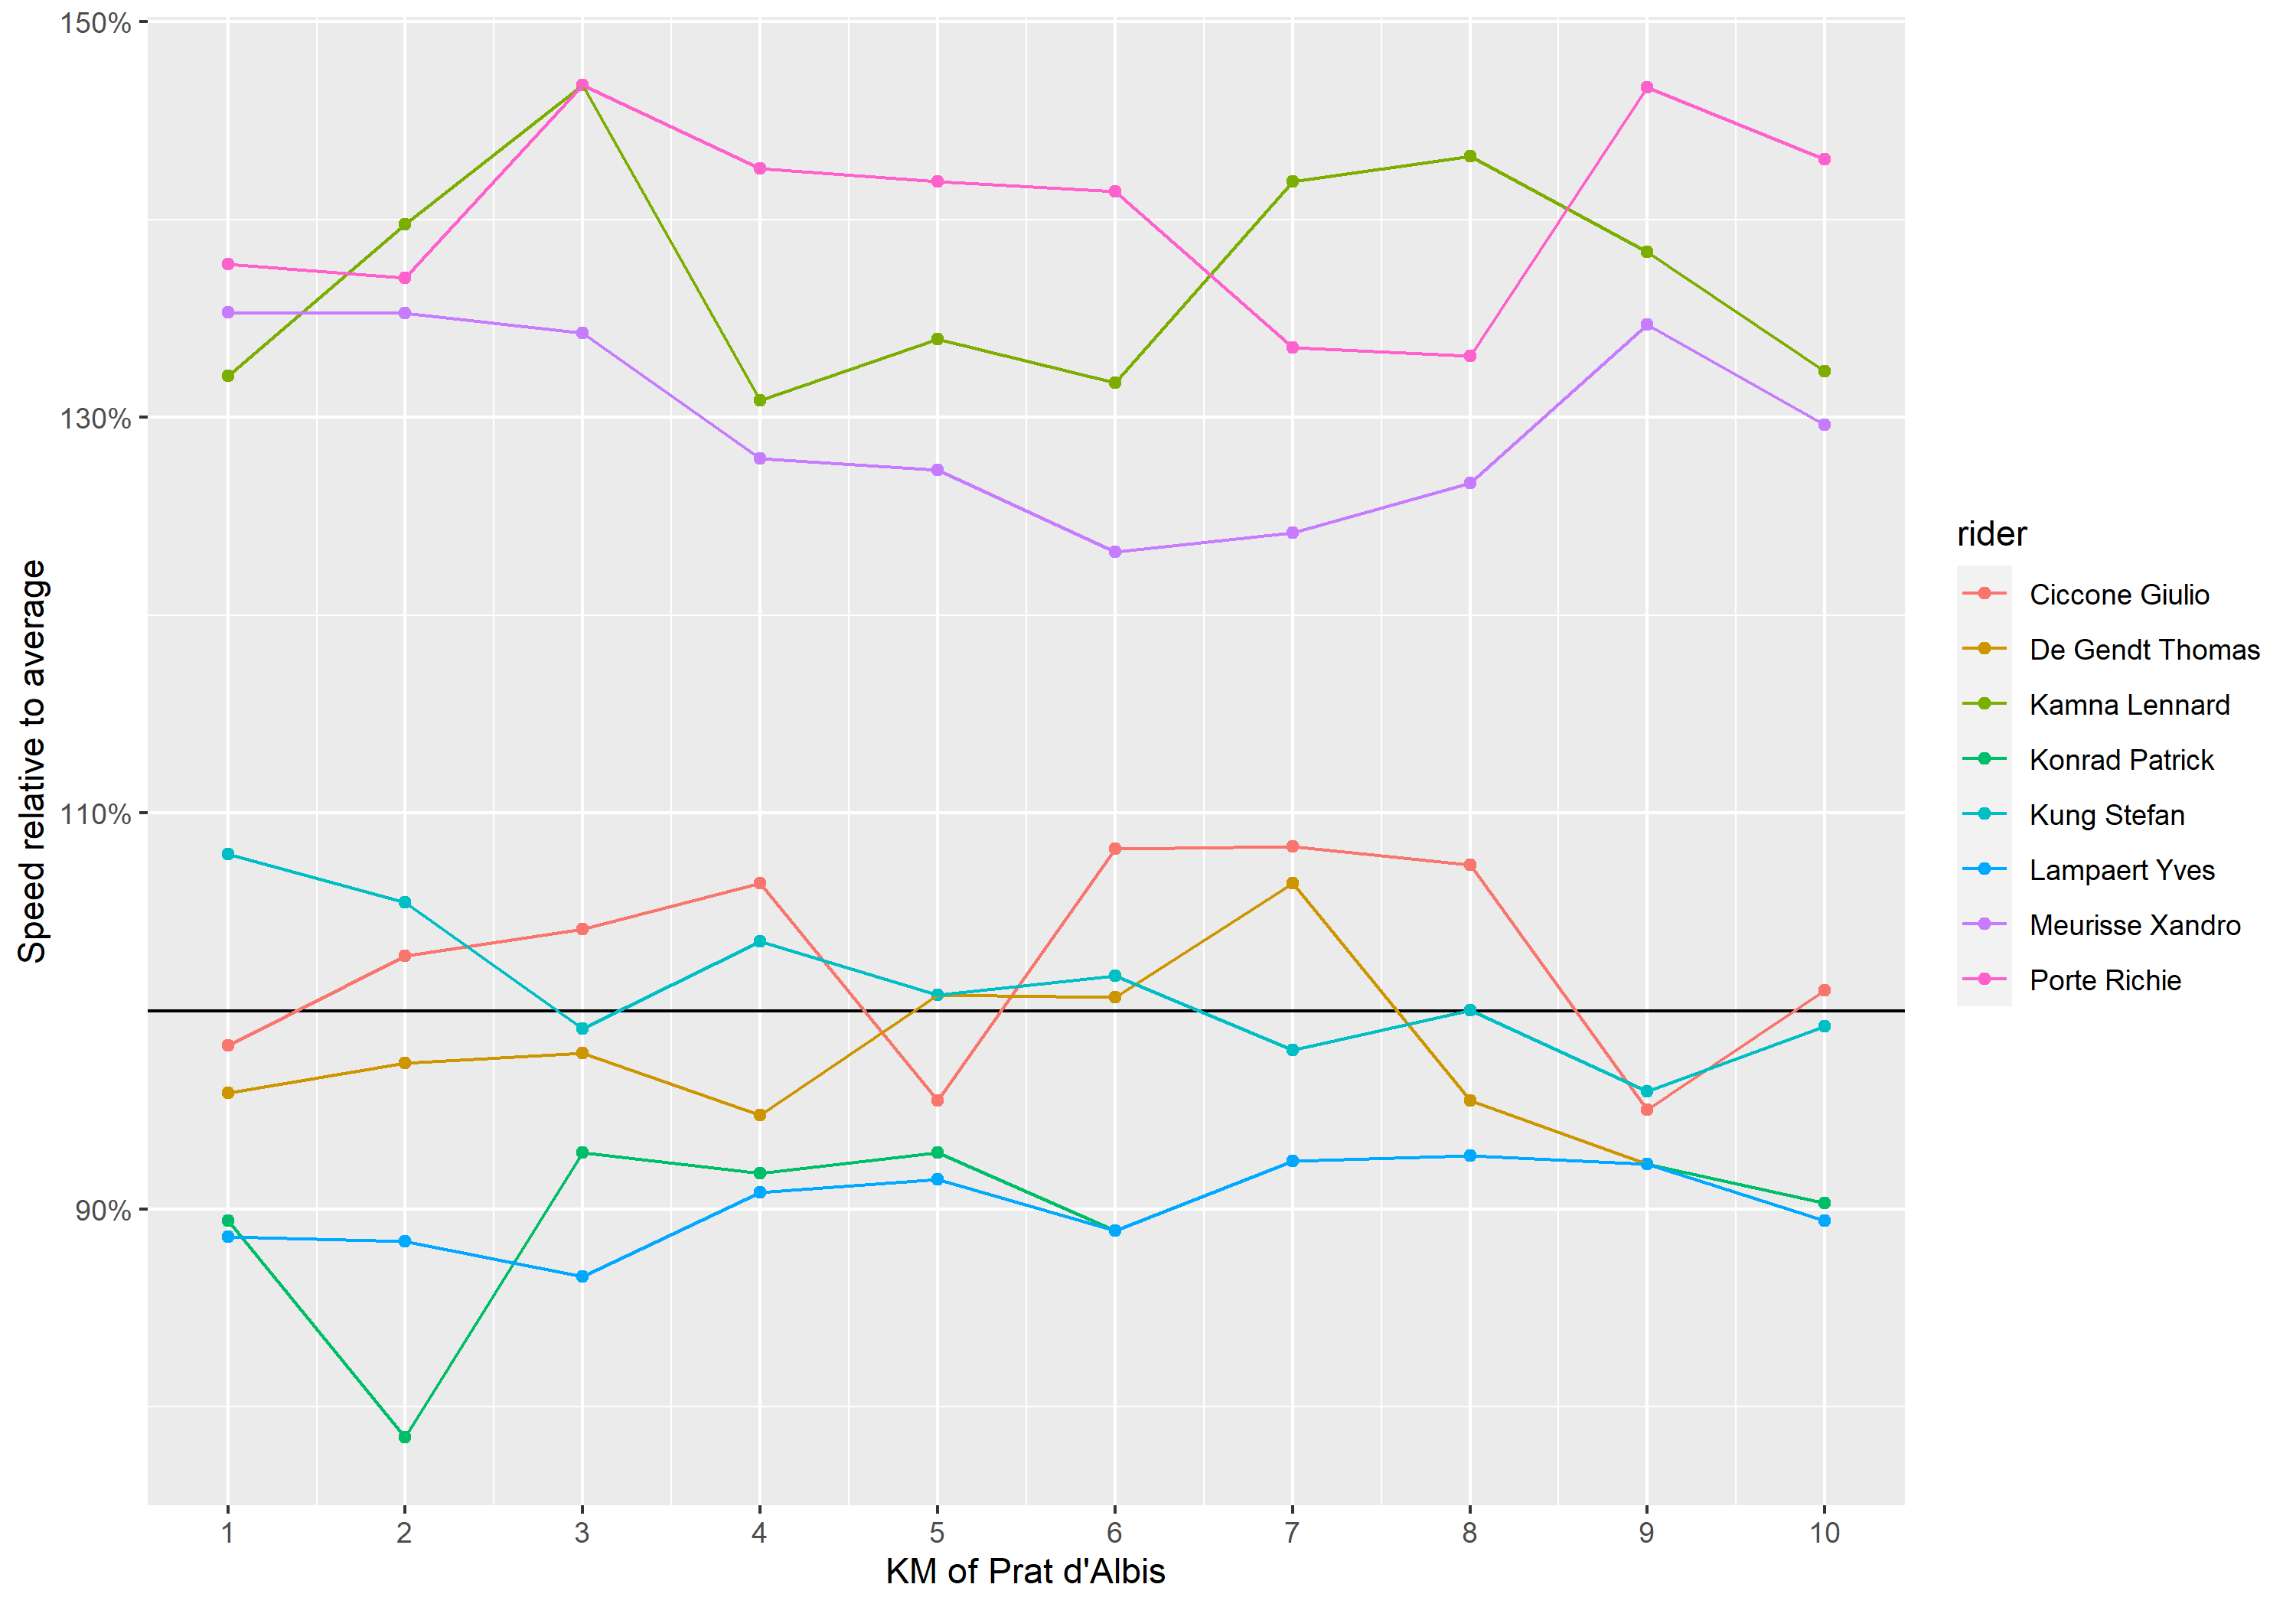 150%
130%
110%
90%
Speed relative to average
1 2 3 4 5 6 7 8 9 10
KM of Prat d'Albis
rider
Ciccone Giulio
De Gendt Thomas
Kamna Lennard
Konrad Patrick
Kung Stefan
Lampaert Yves
Meurisse Xandro
Porte Richie